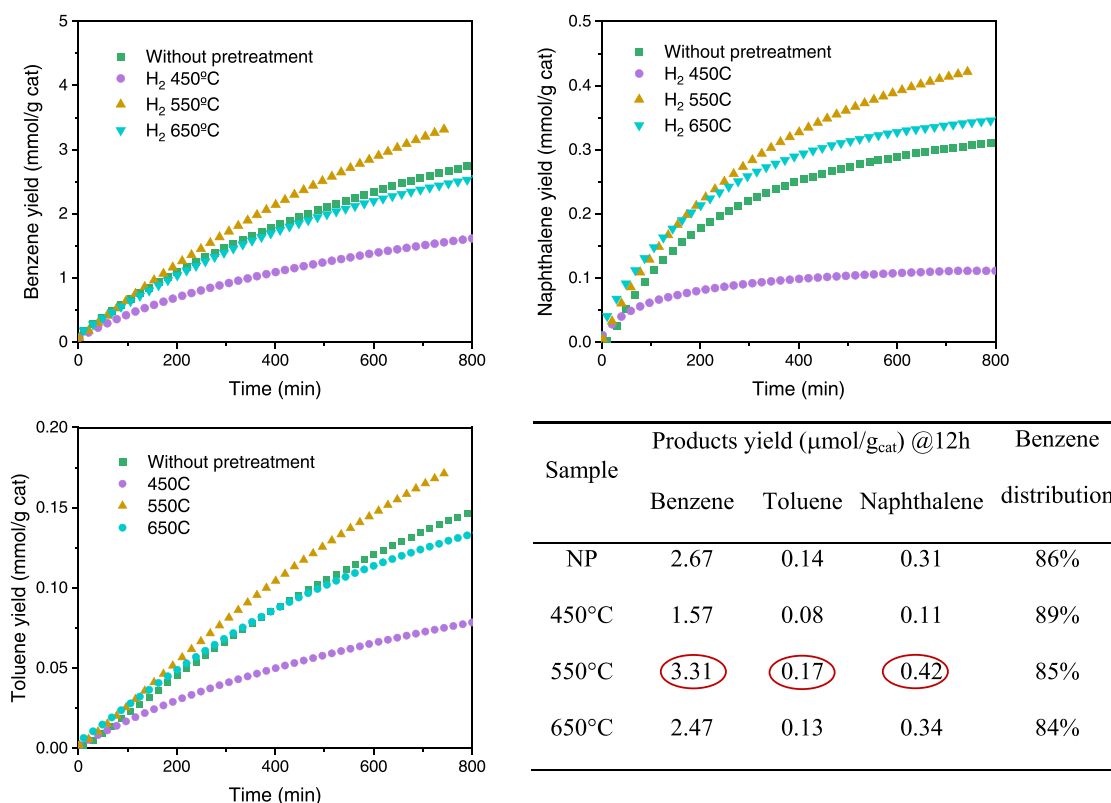 5
4
3
2
1
0
Benzene yield (mmol/g cat)
Without pretreatment
H2 450ºC
H2 550ºC
H2 650ºC
0 200 400 600 800
Time (min)
0.5
0.4
0.3
0.2
0.1
0.0
Naphthalene yield (mmol/g cat)
Without pretreatment
H2 450C
H2 550C
H2 650C
0 200 400 600 800
Time (min)
0.20
0.15
0.10
0.05
0.00
Toluene yield (mmol/g cat)
Without pretreatment
450C
550C
650C
0 200 400 600 800
Time (min)
Sample Products yield (μmol/gcat) @12h Benzene distribution
Benzene Toluene Naphthalene
NP 2.67 0.14 0.31 86%
450°C 1.57 0.08 0.11 89%
550°C 3.31 0.17 0.42 85%
650°C 2.47 0.13 0.34 84%